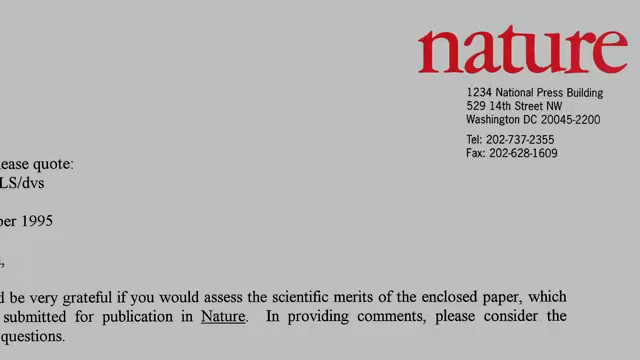 nature
1234 National Press Building
529 14th Street NW
Washington DC 20045-2200
Tel: 202-737-2355
Fax: 202-628-1609
ease quote:
LS/dvs
ber 1995
d be very grateful if you would assess the scientific merits of the enclosed paper, which
submitted for publication in Nature. In providing comments, please consider the
questions.